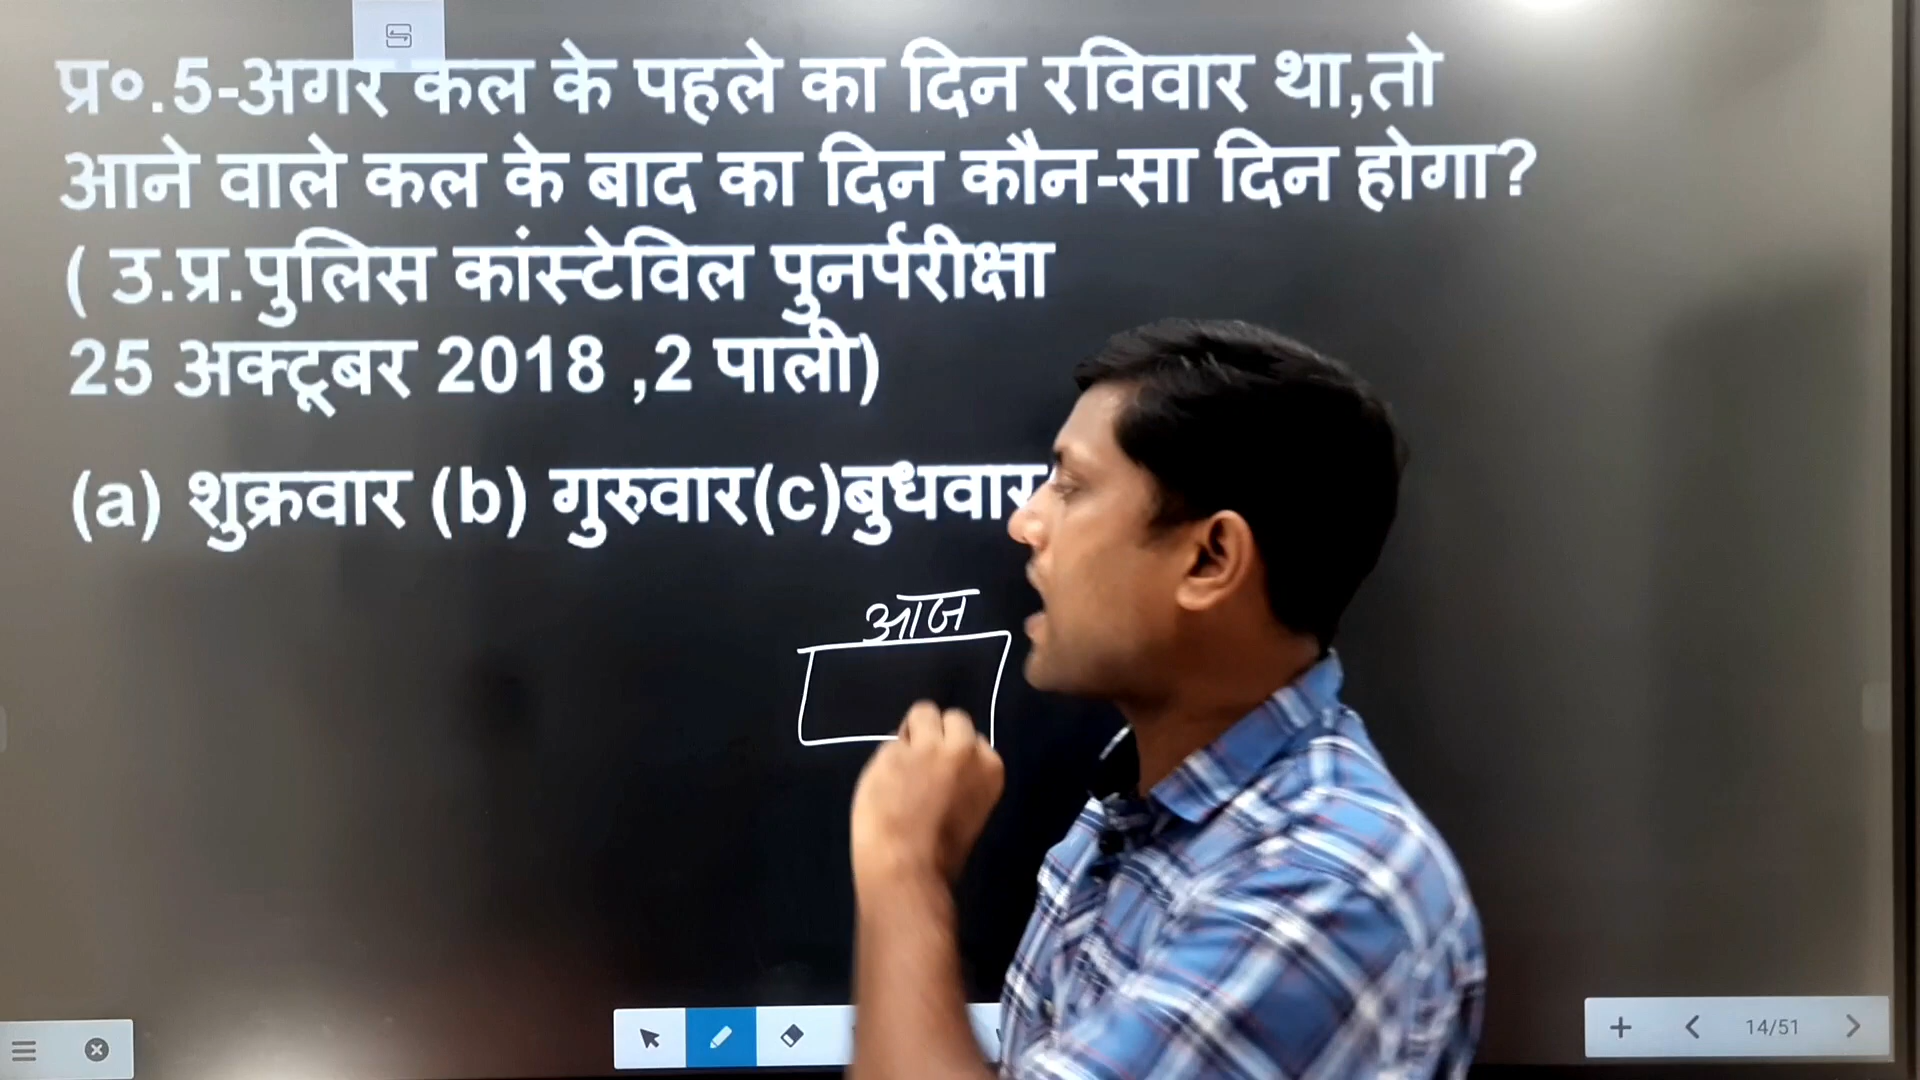 प्र०.5-अगर कल के पहले का दिन रविवार था,तो
आने वाले कल के बाद का दिन कौन-सा दिन होगा?
( उ.प्र.पुलिस कांस्टेविल पुनर्परीक्षा
25 अक्टूबर 2018 ,2 पाली)
(a) शुक्रवार (b) गुरुवार(c)बुधवार
आज
14/51